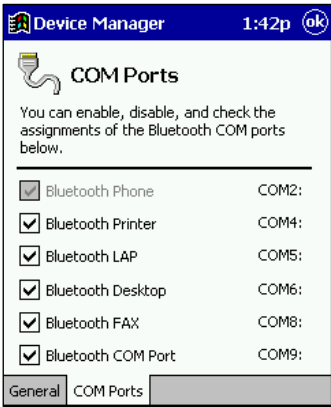 Device Manager 1:42p ok
COM Ports
You can enable, disable, and check the
assignments of the Bluetooth COM ports
below.
Bluetooth Phone COM2:
Bluetooth Printer COM4:
Bluetooth LAP COM5:
Bluetooth Desktop COM6:
Bluetooth FAX COM8:
Bluetooth COM Port COM9:
General COM Ports